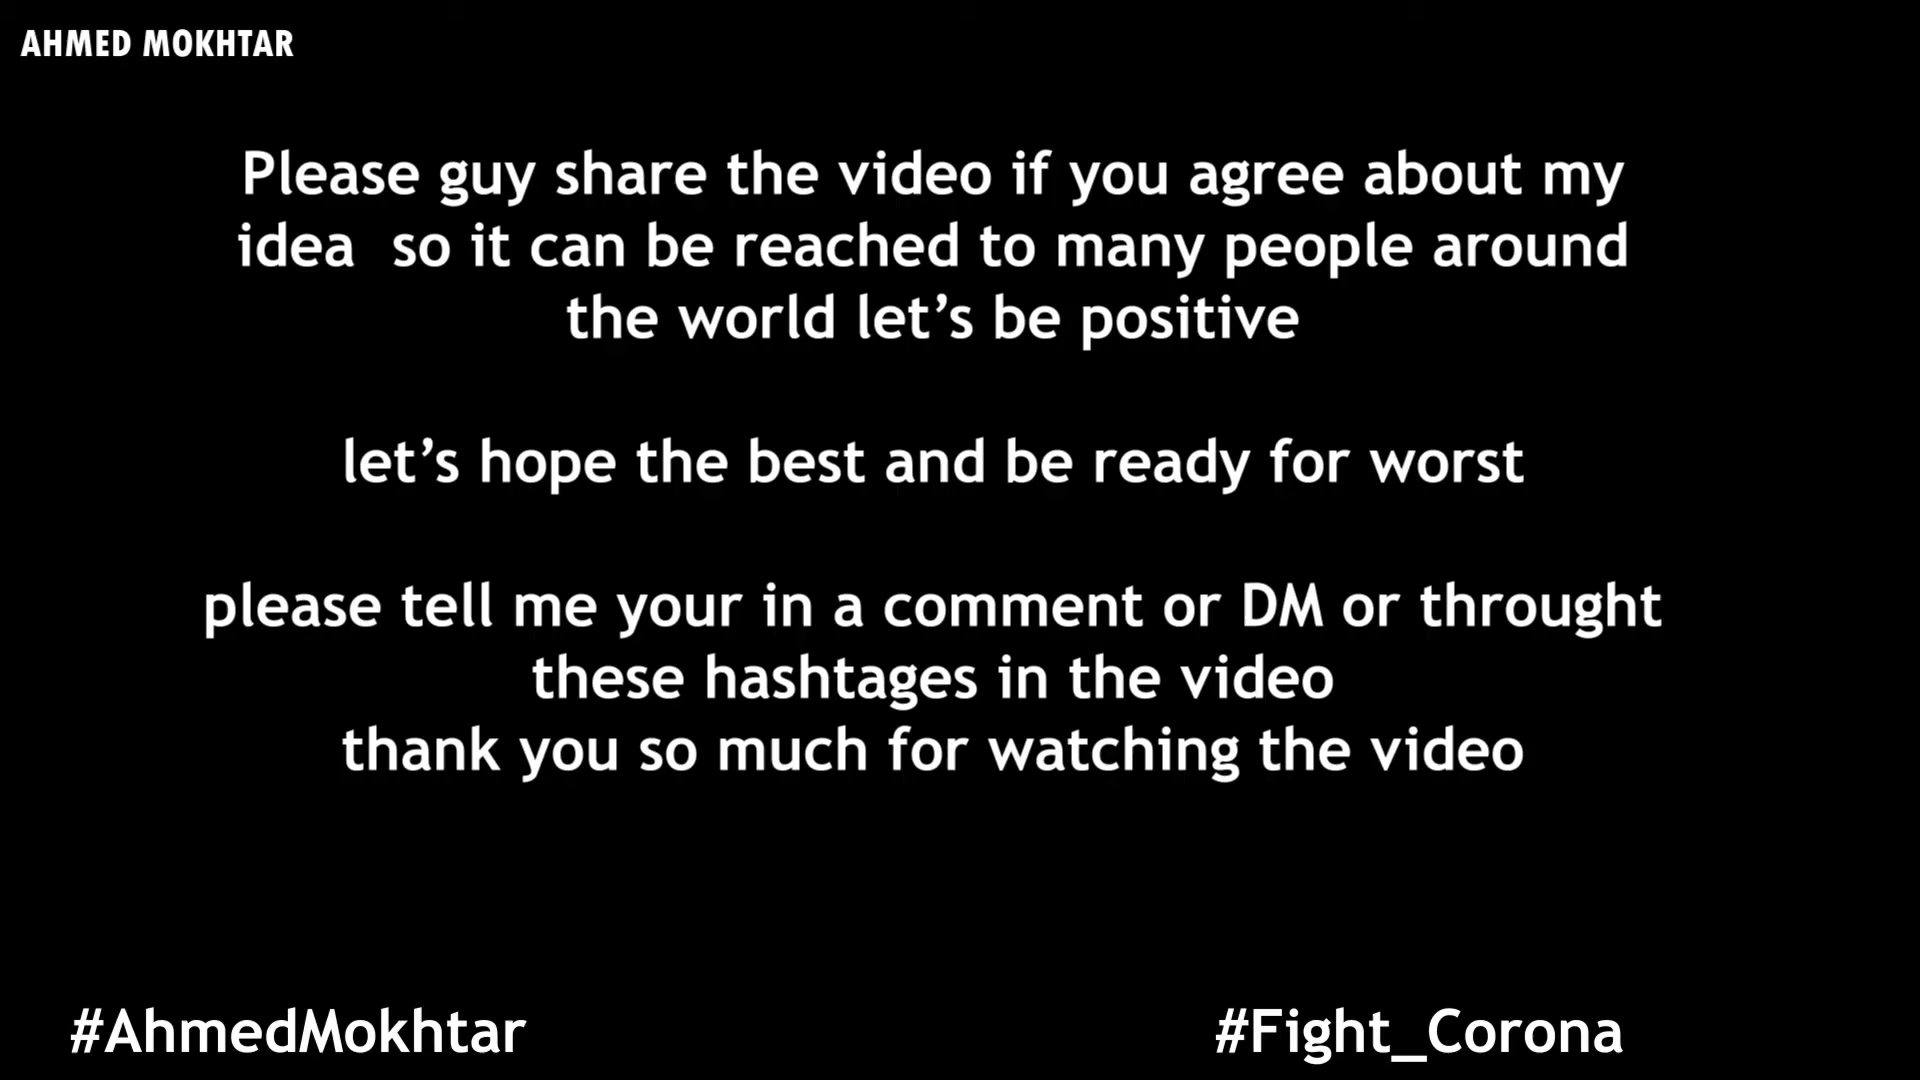 AHMED MOKHTAR
Please guy share the video if you agree about my
idea  so it can be reached to many people around
the world let’s be positive
let’s hope the best and be ready for worst
please tell me your in a comment or DM or throught
these hashtages in the video
thank you so much for watching the video
#AhmedMokhtar
#Fight_Corona